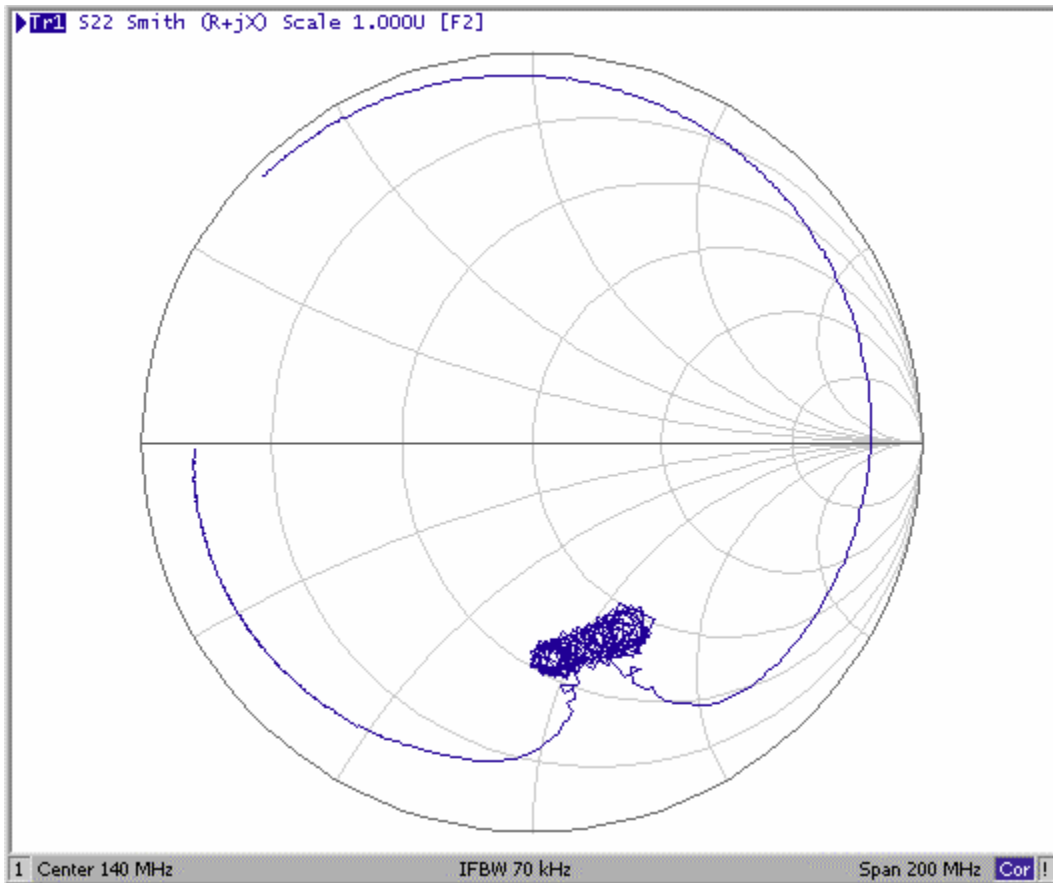 Tr1 S22 Smith (R+jX) Scale 1.000U [F2]
1 Center 140 MHz IFBW 70 kHz Span 200 MHz Cor !